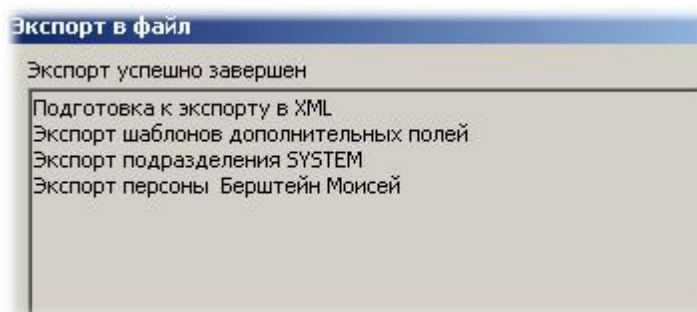 Экспорт в файл
Экспорт успешно завершен
Подготовка к экспорту в XML
Экспорт шаблонов дополнительных полей
Экспорт подразделения SYSTEM
Экспорт персоны Берштейн Моисей